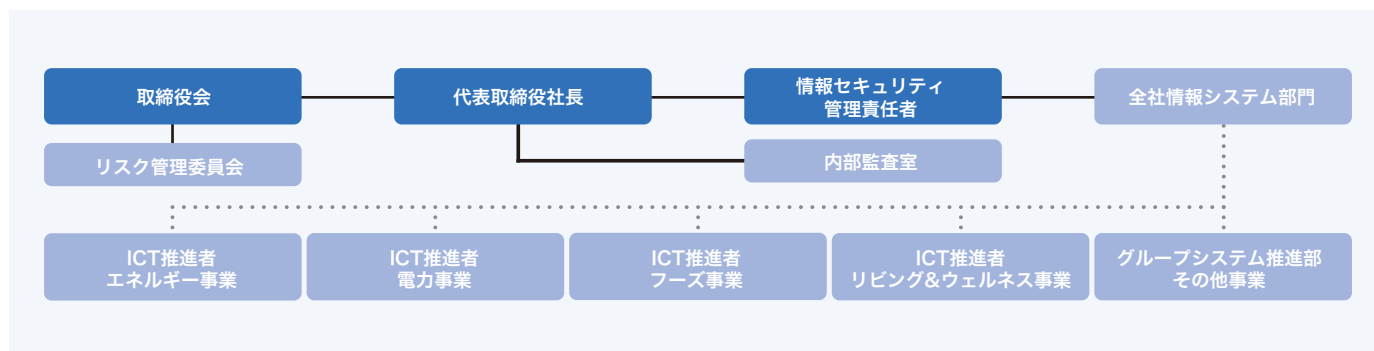 取締役会
代表取締役社長
情報セキュリティ
管理責任者
全社情報システム部門
リスク管理委員会
内部監査室
ICT推進者
エネルギー事業
ICT推進者
電力事業
ICT推進者
フーズ事業
ICT推進者
リビング&ウェルネス事業
グループシステム推進部
その他事業